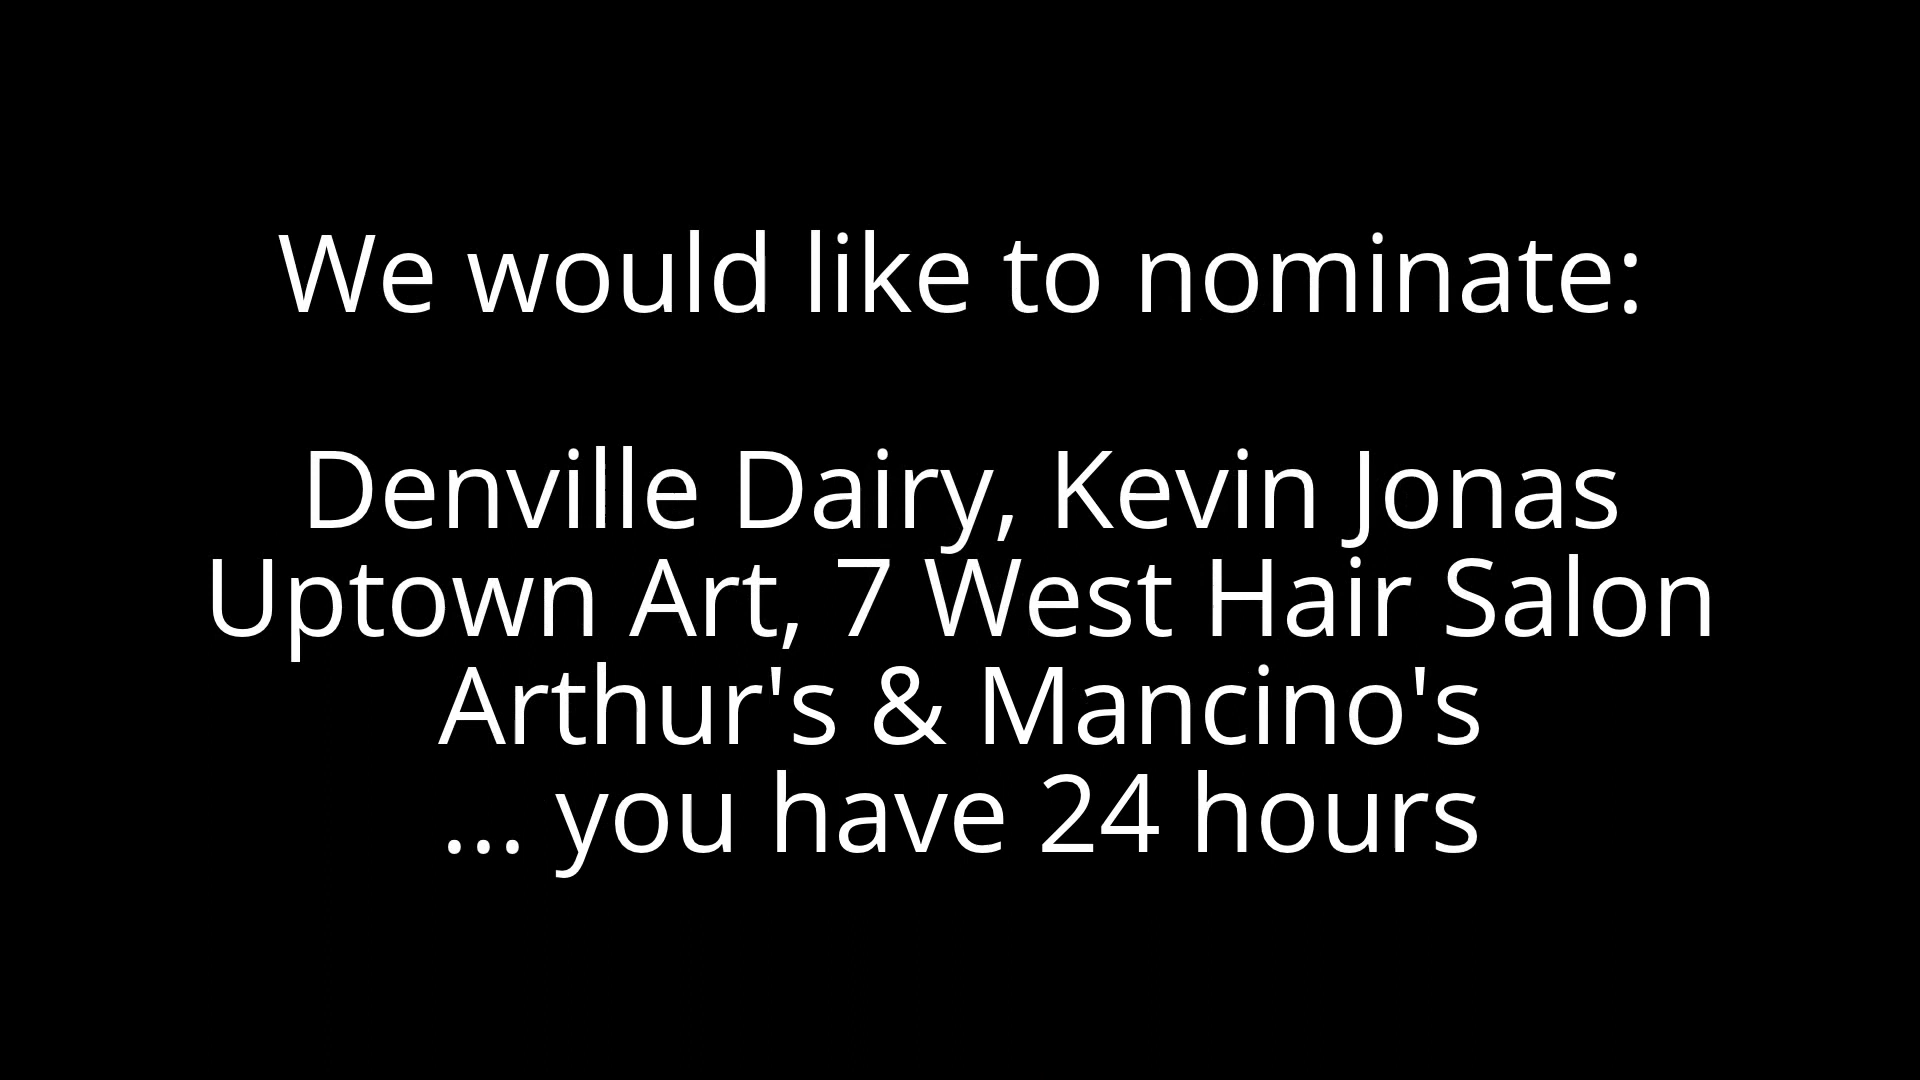 We would like to nominate:
Denville Dairy, Kevin Jonas
Uptown Art, 7 West Hair Salon
Arthur's & Mancino's
... you have 24 hours